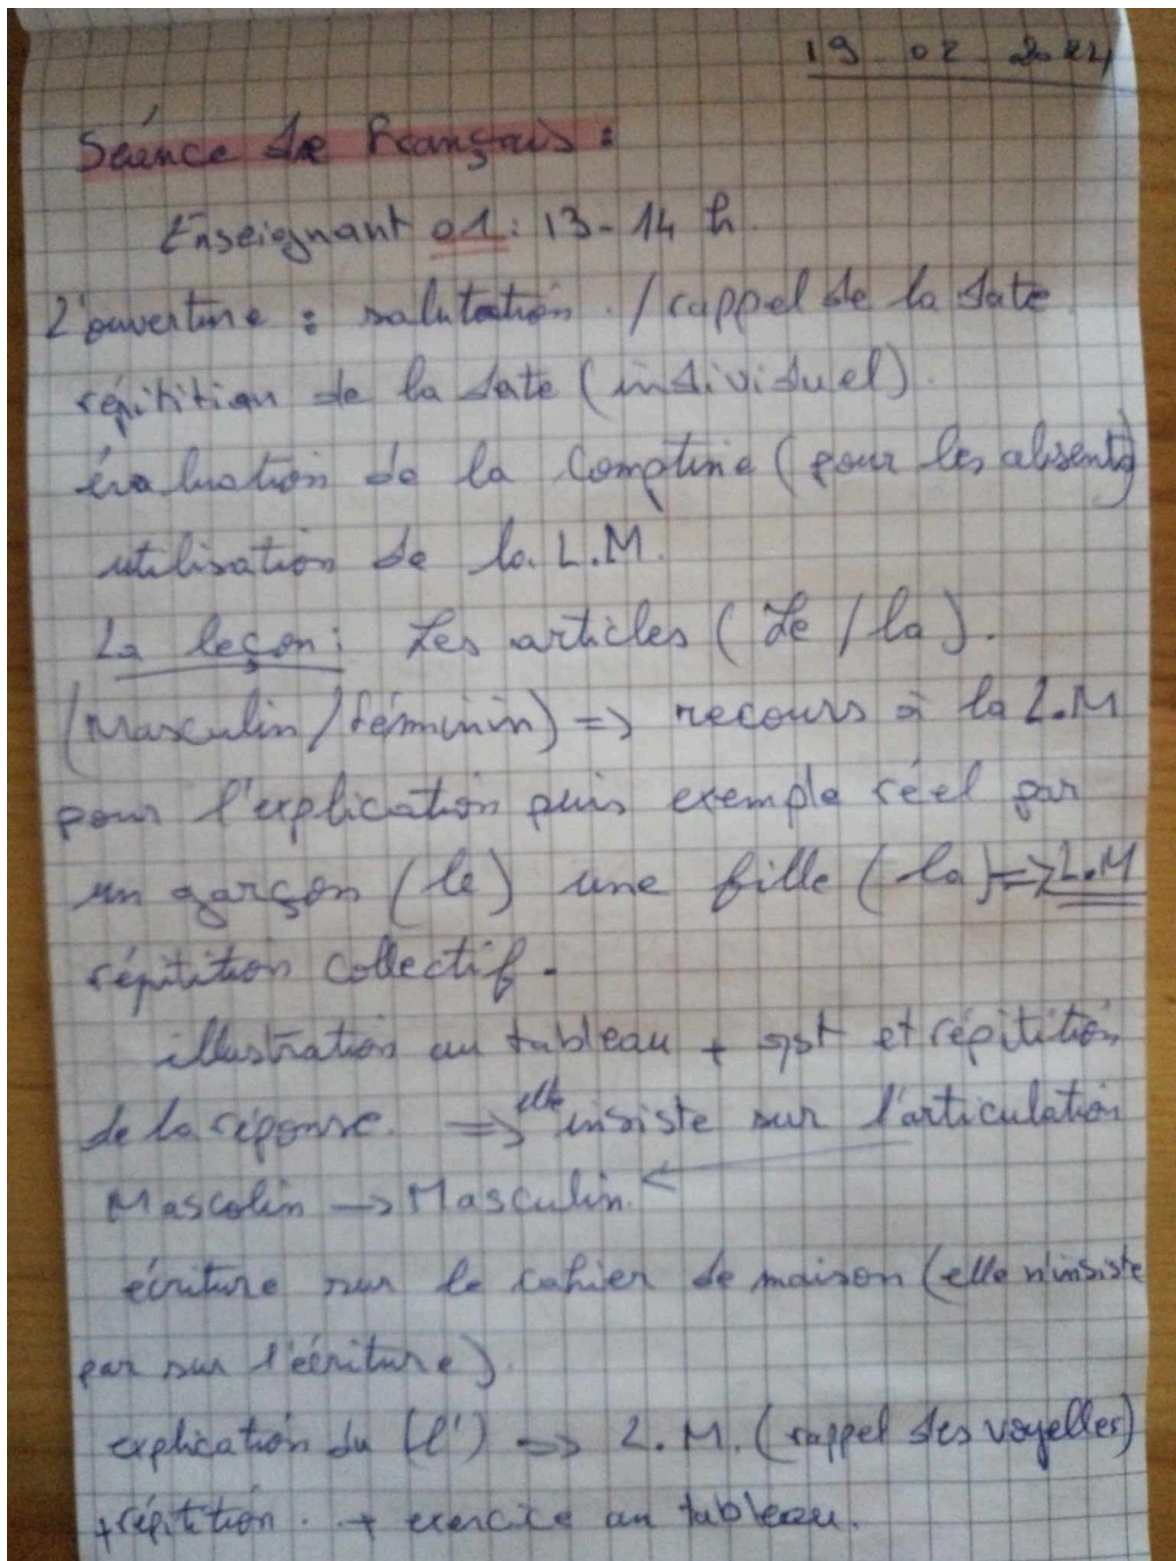 19 02 2024
Séance de Français :
Enseignant 01 : 13 - 14 h.
L'ouverture : salutation. / rappel de la date
répitition de la date (individuel).
évaluation de la comptine (pour les absents)
utilisation de la L.M.
La leçon : Les articles ( Le / la ).
(Masculin / féminin) => recours à la L.M
pour l'explication puis exemple réel par
un garçon ( le ) une fille ( la ) => L.M
répitition collectif -
illustration au tableau + qst et répitition
de la réponse. => elle insiste sur l'articulation
Mascolin -> Masculin. <
écriture sur le cahier de maison (elle n'insiste
pas sur l'écriture).
explication du (l') => L.M. (rappel des voyelles)
+ répitition. + exercice au tableau.